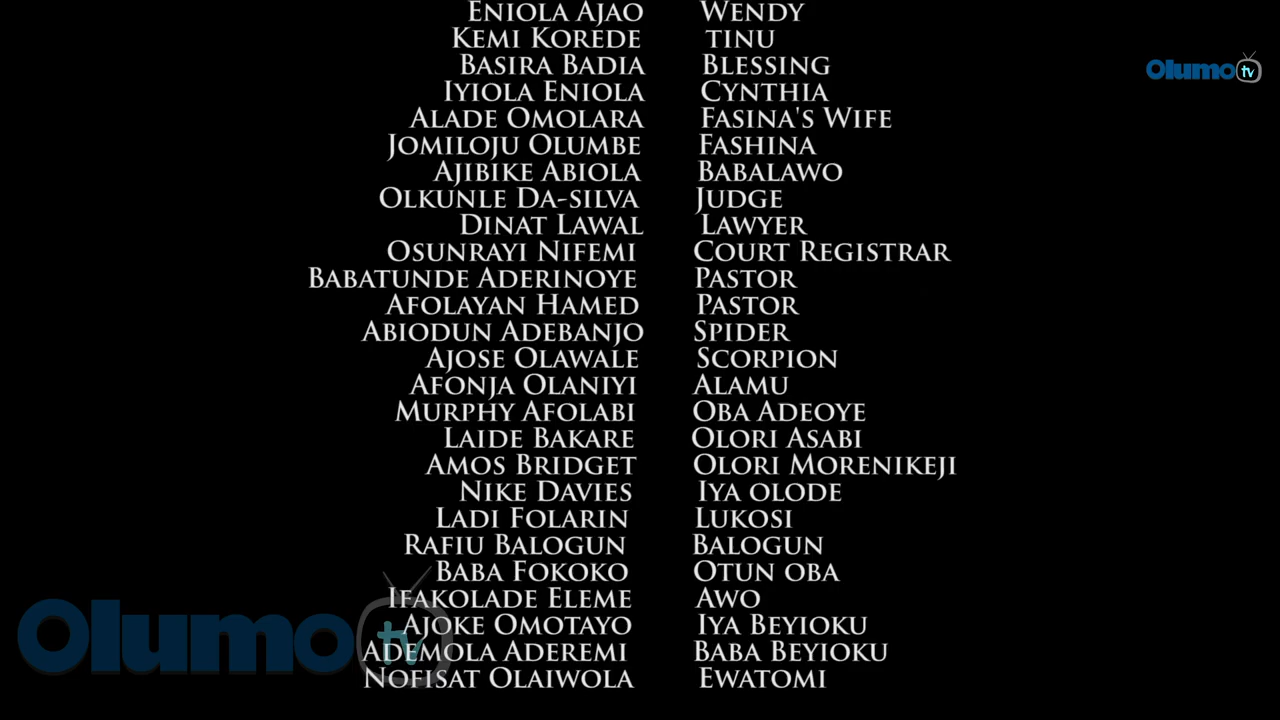 ENIOLA AJAO WENDY
KEMI KOREDE TINU
BASIRA BADIA BLESSING
IYIOLA ENIOLA CYNTHIA
ALADE OMOLARA FASINA'S WIFE
JOMILOJU OLUMBE FASHINA
AJIBIKE ABIOLA BABALAWO
OLKUNLE DA-SILVA JUDGE
DINAT LAWAL LAWYER
OSUNRAYI NIFEMI COURT REGISTRAR
BABATUNDE ADERINOYE PASTOR
AFOLAYAN HAMED PASTOR
ABIODUN ADEBANJO SPIDER
AJOSE OLAWALE SCORPION
AFONJA OLANIYI ALAMU
MURPHY AFOLABI OBA ADEOYE
LAIDE BAKARE OLORI ASABI
AMOS BRIDGET OLORI MORENIKEJI
NIKE DAVIES IYA OLODE
LADI FOLARIN LUKOSI
RAFIU BALOGUN BALOGUN
BABA FOKOKO OTUN OBA
IFAKOLADE ELEME AWO
AJOKE OMOTAYO IYA BEYIOKU
ADEMOLA ADEREMI BABA BEYIOKU
NOFISAT OLAIWOLA EWATOMI
Olumo tv
Olumo tv